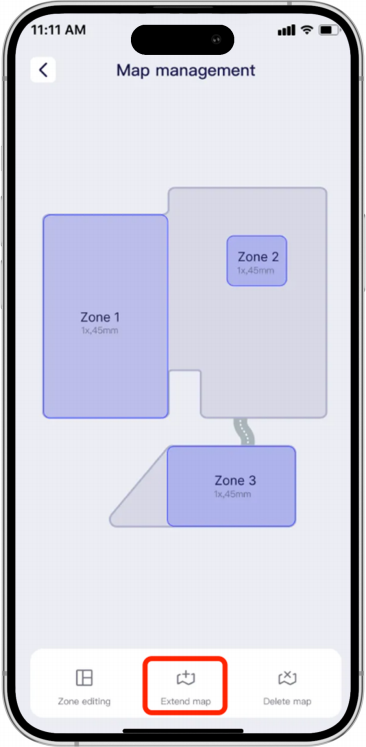 11:11 AM
Map management
Zone 2
1x,45mm
Zone 1
1x,45mm
Zone 3
1x,45mm
Zone editing
Extend map
Delete map